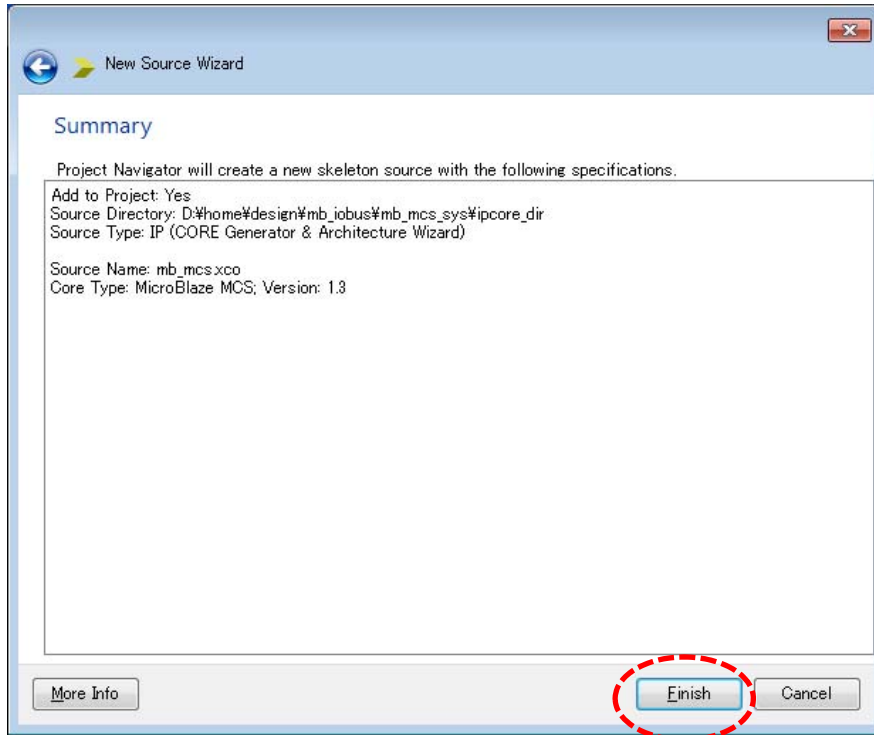 New Source Wizard
Summary
Project Navigator will create a new skeleton source with the following specifications.
Add to Project: Yes
Source Directory: D:¥home¥design¥mb_iobus¥mb_mcs_sys¥ipcore_dir
Source Type: IP (CORE Generator & Architecture Wizard)
Source Name: mb_mcs.xco
Core Type: MicroBlaze MCS; Version: 1.3
More Info
Finish
Cancel